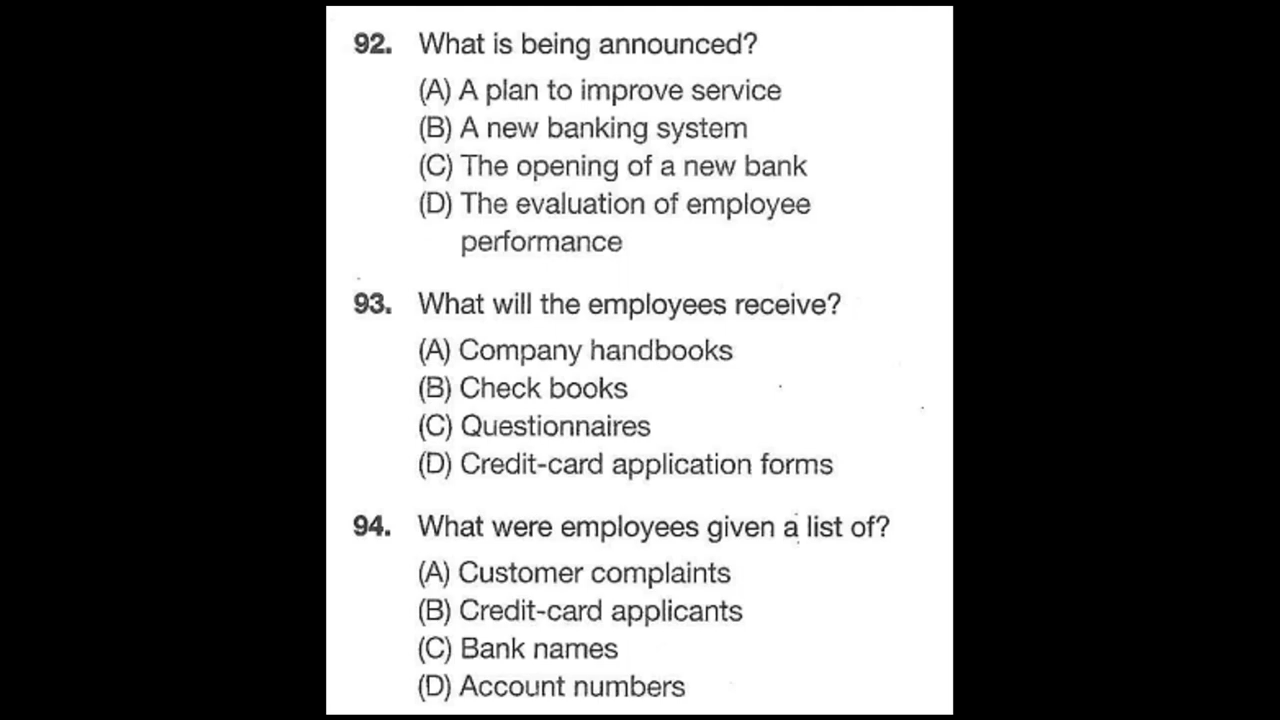 92. What is being announced?
(A) A plan to improve service
(B) A new banking system
(C) The opening of a new bank
(D) The evaluation of employee
performance
93. What will the employees receive?
(A) Company handbooks
(B) Check books
(C) Questionnaires
(D) Credit-card application forms
94. What were employees given a list of?
(A) Customer complaints
(B) Credit-card applicants
(C) Bank names
(D) Account numbers